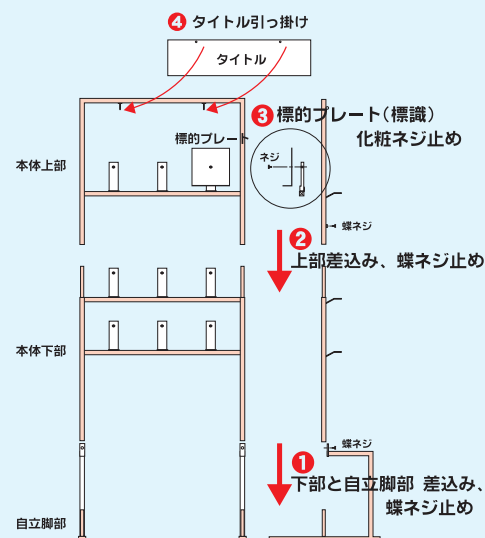 ❹ タイトル引っ掛け
タイトル
❸ 標的プレート（標識）
化粧ネジ止め
標的プレート
ネジ
本体上部
蝶ネジ
❷
上部差込み、蝶ネジ止め
本体下部
蝶ネジ
❶
下部と自立脚部 差込み、
蝶ネジ止め
自立脚部